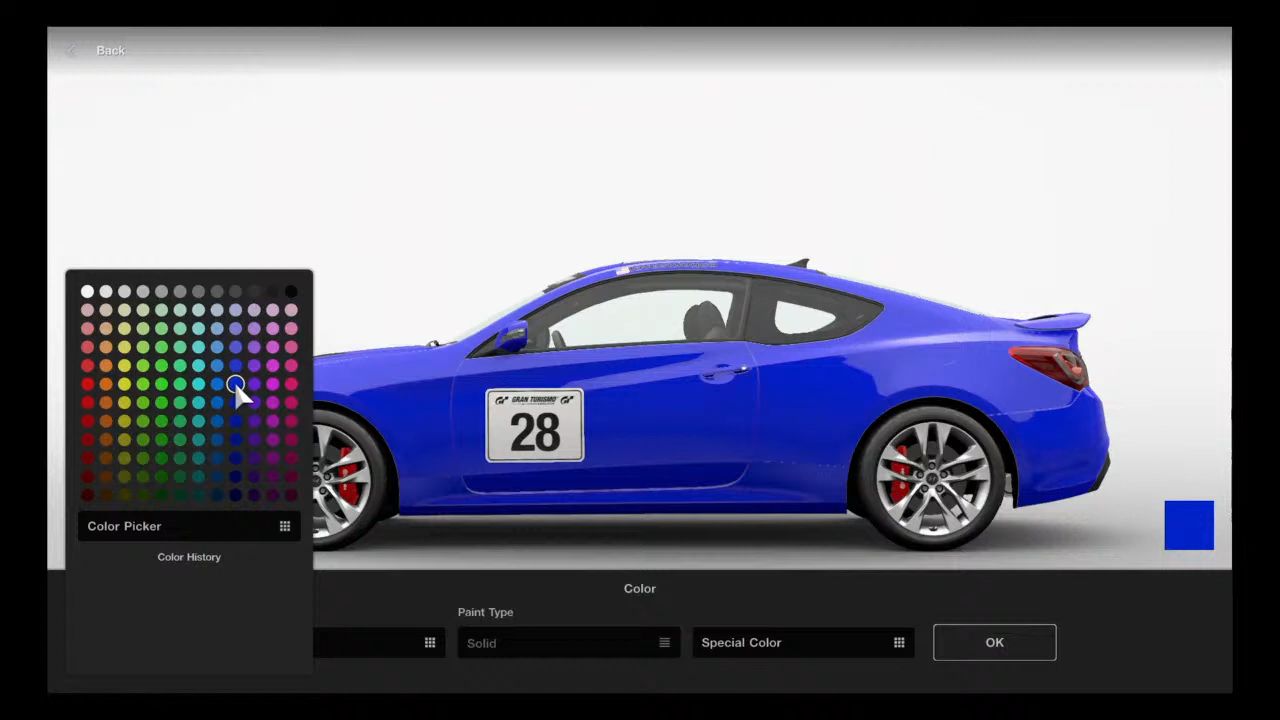 Back
GRAN TURISMO
28
Color Picker
Color History
Color
Paint Type
Solid
Special Color
OK